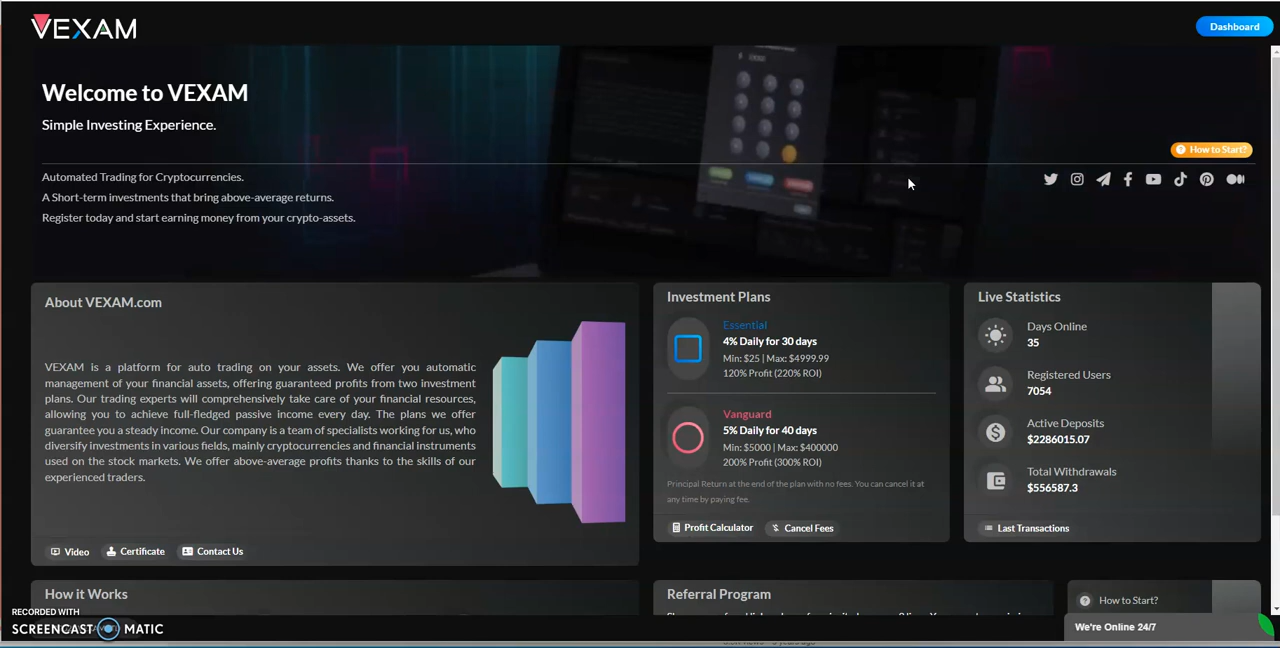 VEXAM
Dashboard
Welcome to VEXAM
Simple Investing Experience.
How to Start?
Automated Trading for Cryptocurrencies.
A Short-term investments that bring above-average returns.
Register today and start earning money from your crypto-assets.
About VEXAM.com
VEXAM is a platform for auto trading on your assets. We offer you automatic
management of your financial assets, offering guaranteed profits from two investment
plans. Our trading experts will comprehensively take care of your financial resources,
allowing you to achieve full-fledged passive income every day. The plans we offer
guarantee you a steady income. Our company is a team of specialists working for us, who
diversify investments in various fields, mainly cryptocurrencies and financial instruments
used on the stock markets. We offer above-average profits thanks to the skills of our
experienced traders.
Video
Certificate
Contact Us
Investment Plans
Essential
4% Daily for 30 days
Min: $25 | Max: $4999.99
120% Profit (220% ROI)
Vanguard
5% Daily for 40 days
Min: $5000 | Max: $400000
200% Profit (300% ROI)
Principal Return at the end of the plan with no fees. You can cancel it at
any time by paying fee.
Profit Calculator
Cancel Fees
Live Statistics
Days Online
35
Registered Users
7054
Active Deposits
$2286015.07
Total Withdrawals
$556587.3
Last Transactions
How it Works
Referral Program
How to Start?
We're Online 24/7
RECORDED WITH
SCREENCAST MATIC